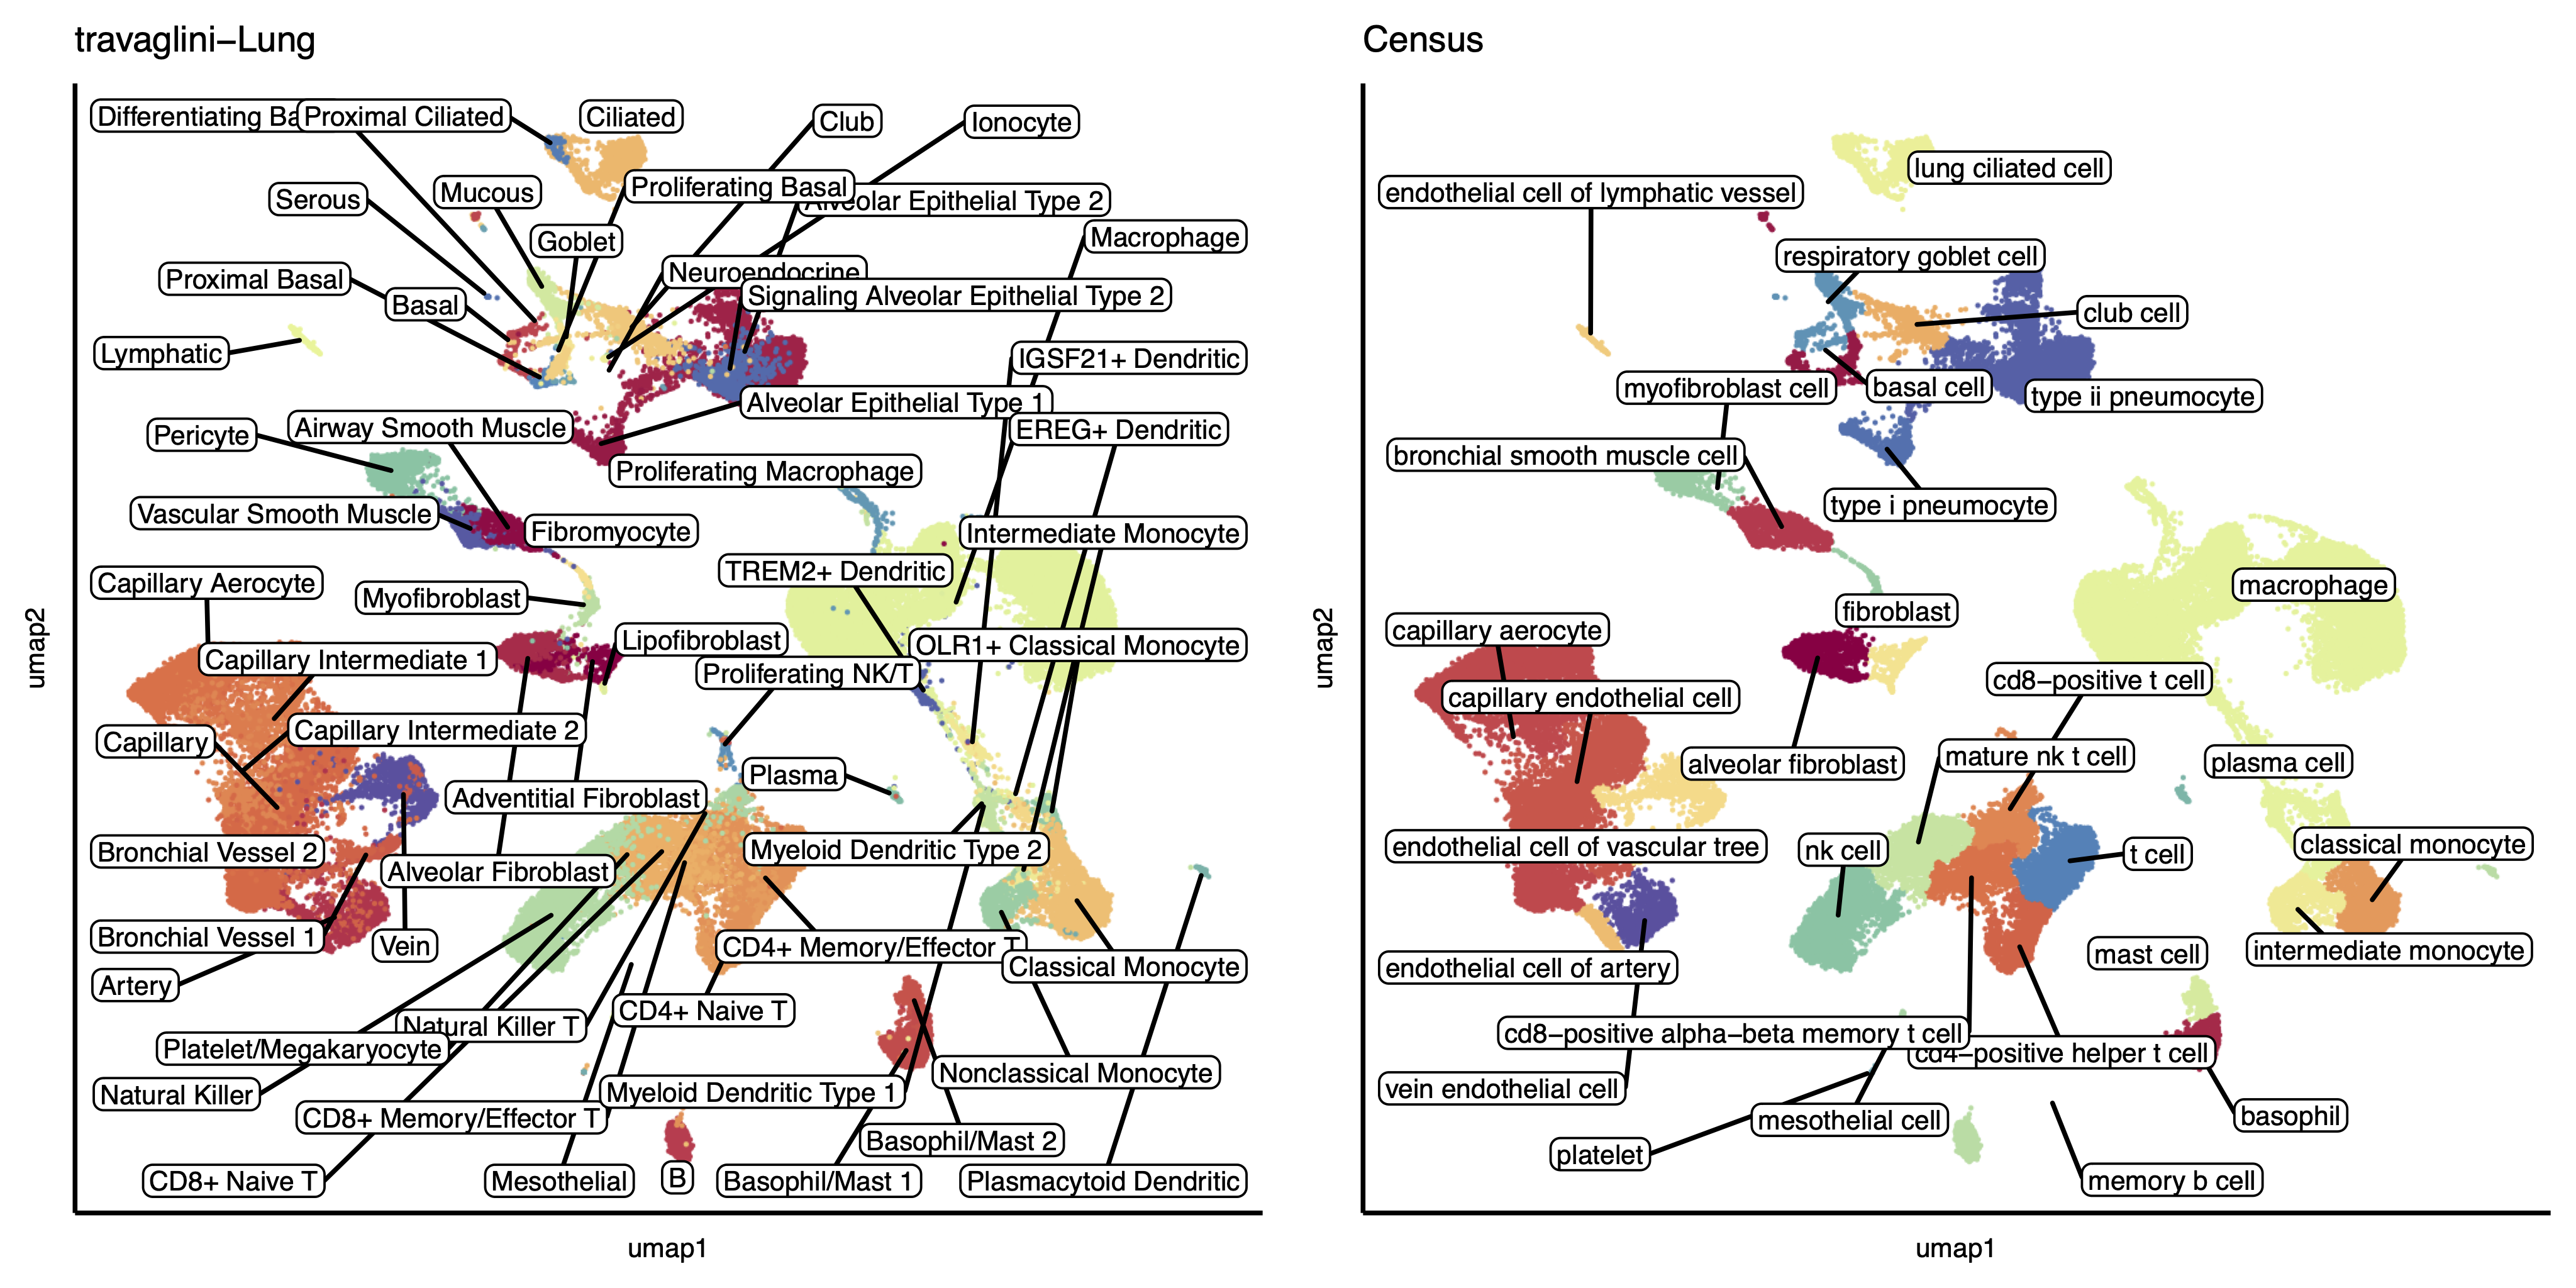 travaglini–Lung
Differentiating Ba
Proximal Ciliated
Ciliated
Club
Ionocyte
Serous
Mucous
Proliferating Basal
Alveolar Epithelial Type 2
Goblet
Macrophage
Proximal Basal
Basal
Neuroendocrine
Signaling Alveolar Epithelial Type 2
Lymphatic
IGSF21+ Dendritic
Pericyte
Airway Smooth Muscle
Alveolar Epithelial Type 1
EREG+ Dendritic
Proliferating Macrophage
Vascular Smooth Muscle
Fibromyocyte
Intermediate Monocyte
Capillary Aerocyte
Myofibroblast
TREM2+ Dendritic
Capillary Intermediate 1
Lipofibroblast
OLR1+ Classical Monocyte
Proliferating NK/T
Capillary
Capillary Intermediate 2
Plasma
Adventitial Fibroblast
Bronchial Vessel 2
Alveolar Fibroblast
Myeloid Dendritic Type 2
Bronchial Vessel 1
Vein
CD4+ Memory/Effector T
Classical Monocyte
Artery
Natural Killer T
CD4+ Naive T
Platelet/Megakaryocyte
Natural Killer
CD8+ Memory/Effector T
Myeloid Dendritic Type 1
Nonclassical Monocyte
Basophil/Mast 2
CD8+ Naive T
Mesothelial
B
Basophil/Mast 1
Plasmacytoid Dendritic
umap1
umap2
Census
lung ciliated cell
endothelial cell of lymphatic vessel
respiratory goblet cell
club cell
myofibroblast cell
basal cell
type ii pneumocyte
bronchial smooth muscle cell
type i pneumocyte
macrophage
fibroblast
capillary aerocyte
cd8–positive t cell
capillary endothelial cell
alveolar fibroblast
mature nk t cell
plasma cell
endothelial cell of vascular tree
nk cell
t cell
classical monocyte
endothelial cell of artery
mast cell
intermediate monocyte
cd8–positive alpha–beta memory t cell
cd4–positive helper t cell
vein endothelial cell
mesothelial cell
basophil
platelet
memory b cell
umap1
umap2